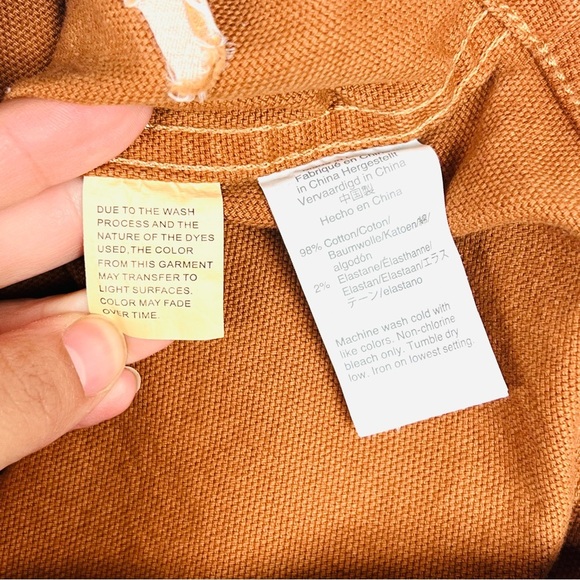 DUE TO THE WASH
PROCESS AND THE
NATURE OF THE DYES
USED, THE COLOR
FROM THIS GARMENT
MAY TRANSFER TO
LIGHT SURFACES.
COLOR MAY FADE
OVER TIME.
Fabriqué en
in China Hergestellt
Vervaardigd in China
中国製
Hecho en China
98% Cotton/Coton/
Baumwolle/Katoen/綿/
algodón
2% Elastane/Élasthanne/
Elastan/Elastaan/エラス
テーン/elastano
Machine wash cold with
like colors. Non-chlorine
bleach only. Tumble dry
low. Iron on lowest setting.